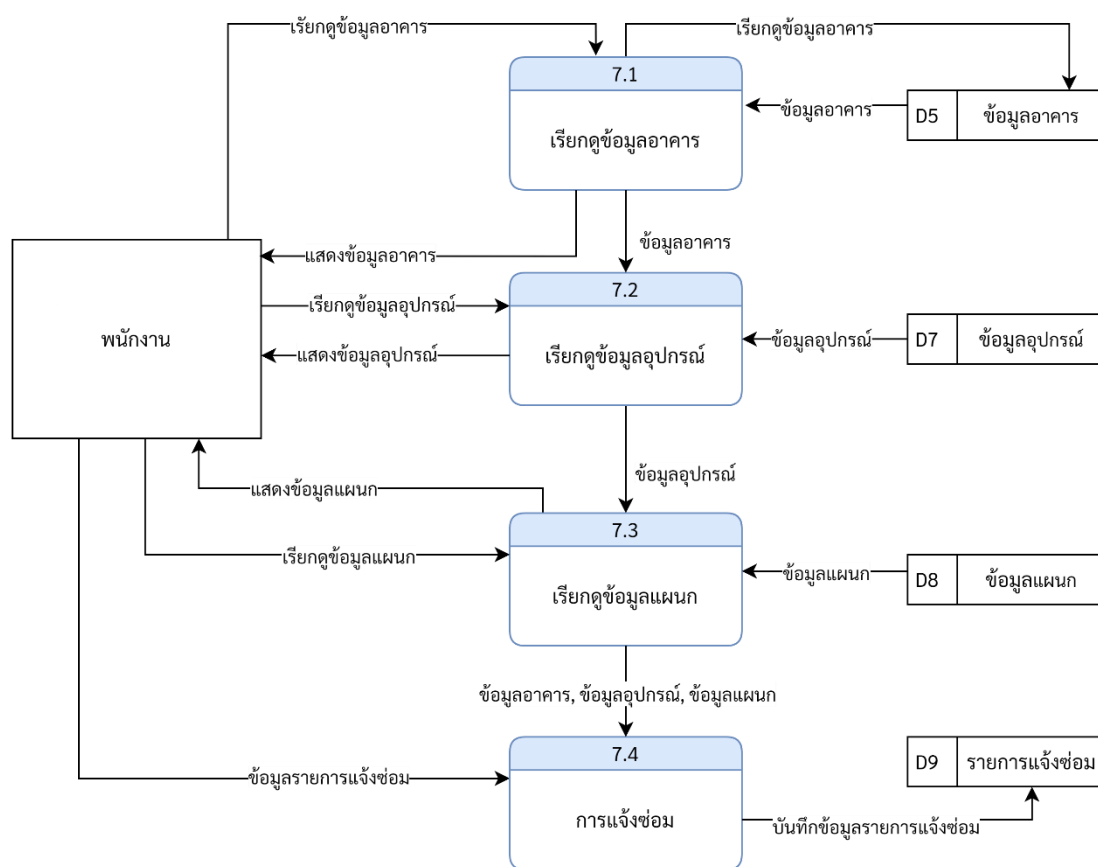 เรียกดูข้อมูลอาคาร
เรียกดูข้อมูลอาคาร
7.1
เรียกดูข้อมูลอาคาร
ข้อมูลอาคาร
D5 ข้อมูลอาคาร
แสดงข้อมูลอาคาร
ข้อมูลอาคาร
พนักงาน
เรียกดูข้อมูลอุปกรณ์
แสดงข้อมูลอุปกรณ์
7.2
เรียกดูข้อมูลอุปกรณ์
ข้อมูลอุปกรณ์
D7 ข้อมูลอุปกรณ์
ข้อมูลอุปกรณ์
แสดงข้อมูลแผนก
เรียกดูข้อมูลแผนก
7.3
เรียกดูข้อมูลแผนก
ข้อมูลแผนก
D8 ข้อมูลแผนก
ข้อมูลอาคาร, ข้อมูลอุปกรณ์, ข้อมูลแผนก
ข้อมูลรายการแจ้งซ่อม
7.4
การแจ้งซ่อม
D9 รายการแจ้งซ่อม
บันทึกข้อมูลรายการแจ้งซ่อม